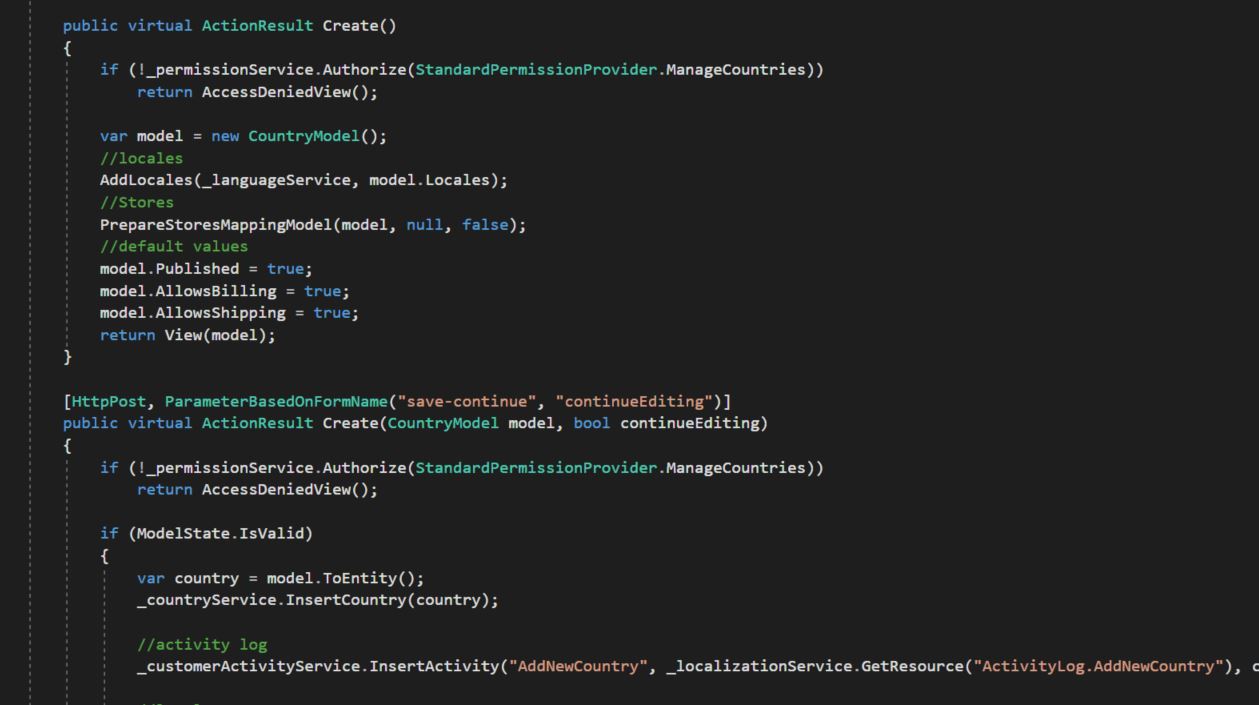 public virtual ActionResult Create()
{
if (!_permissionService.Authorize(StandardPermissionProvider.ManageCountries))
return AccessDeniedView();
var model = new CountryModel();
//locales
AddLocales(_languageService, model.Locales);
//Stores
PrepareStoresMappingModel(model, null, false);
//default values
model.Published = true;
model.AllowsBilling = true;
model.AllowsShipping = true;
return View(model);
}
[HttpPost, ParameterBasedOnFormName("save-continue", "continueEditing")]
public virtual ActionResult Create(CountryModel model, bool continueEditing)
{
if (!_permissionService.Authorize(StandardPermissionProvider.ManageCountries))
return AccessDeniedView();
if (ModelState.IsValid)
{
var country = model.ToEntity();
_countryService.InsertCountry(country);
//activity log
_customerActivityService.InsertActivity("AddNewCountry", _localizationService.GetResource("ActivityLog.AddNewCountry"), c